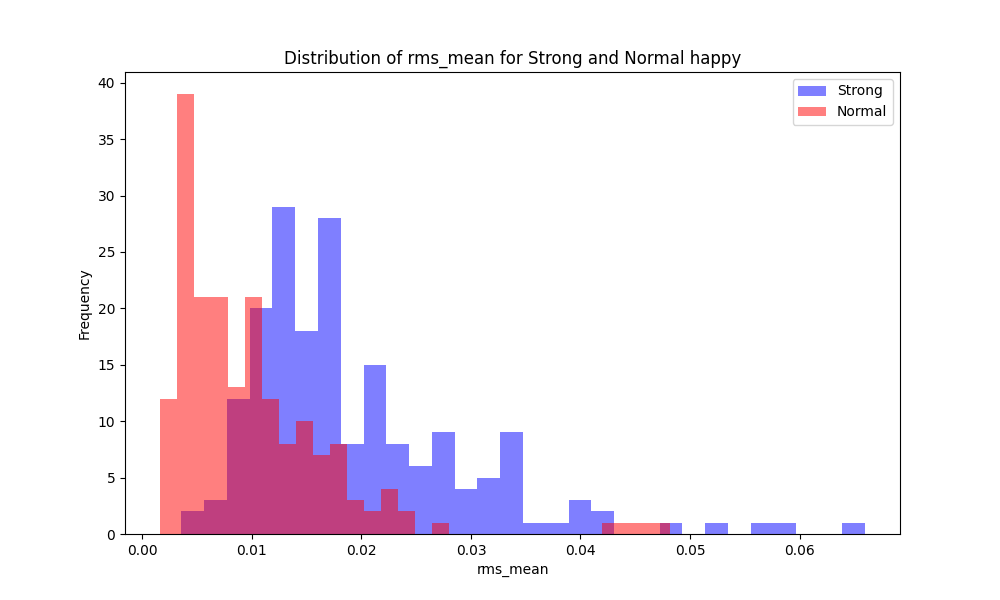 Distribution of rms_mean for Strong and Normal happy
Strong
Normal
Frequency
40
35
30
25
20
15
10
5
0
0.00 0.01 0.02 0.03 0.04 0.05 0.06
rms_mean